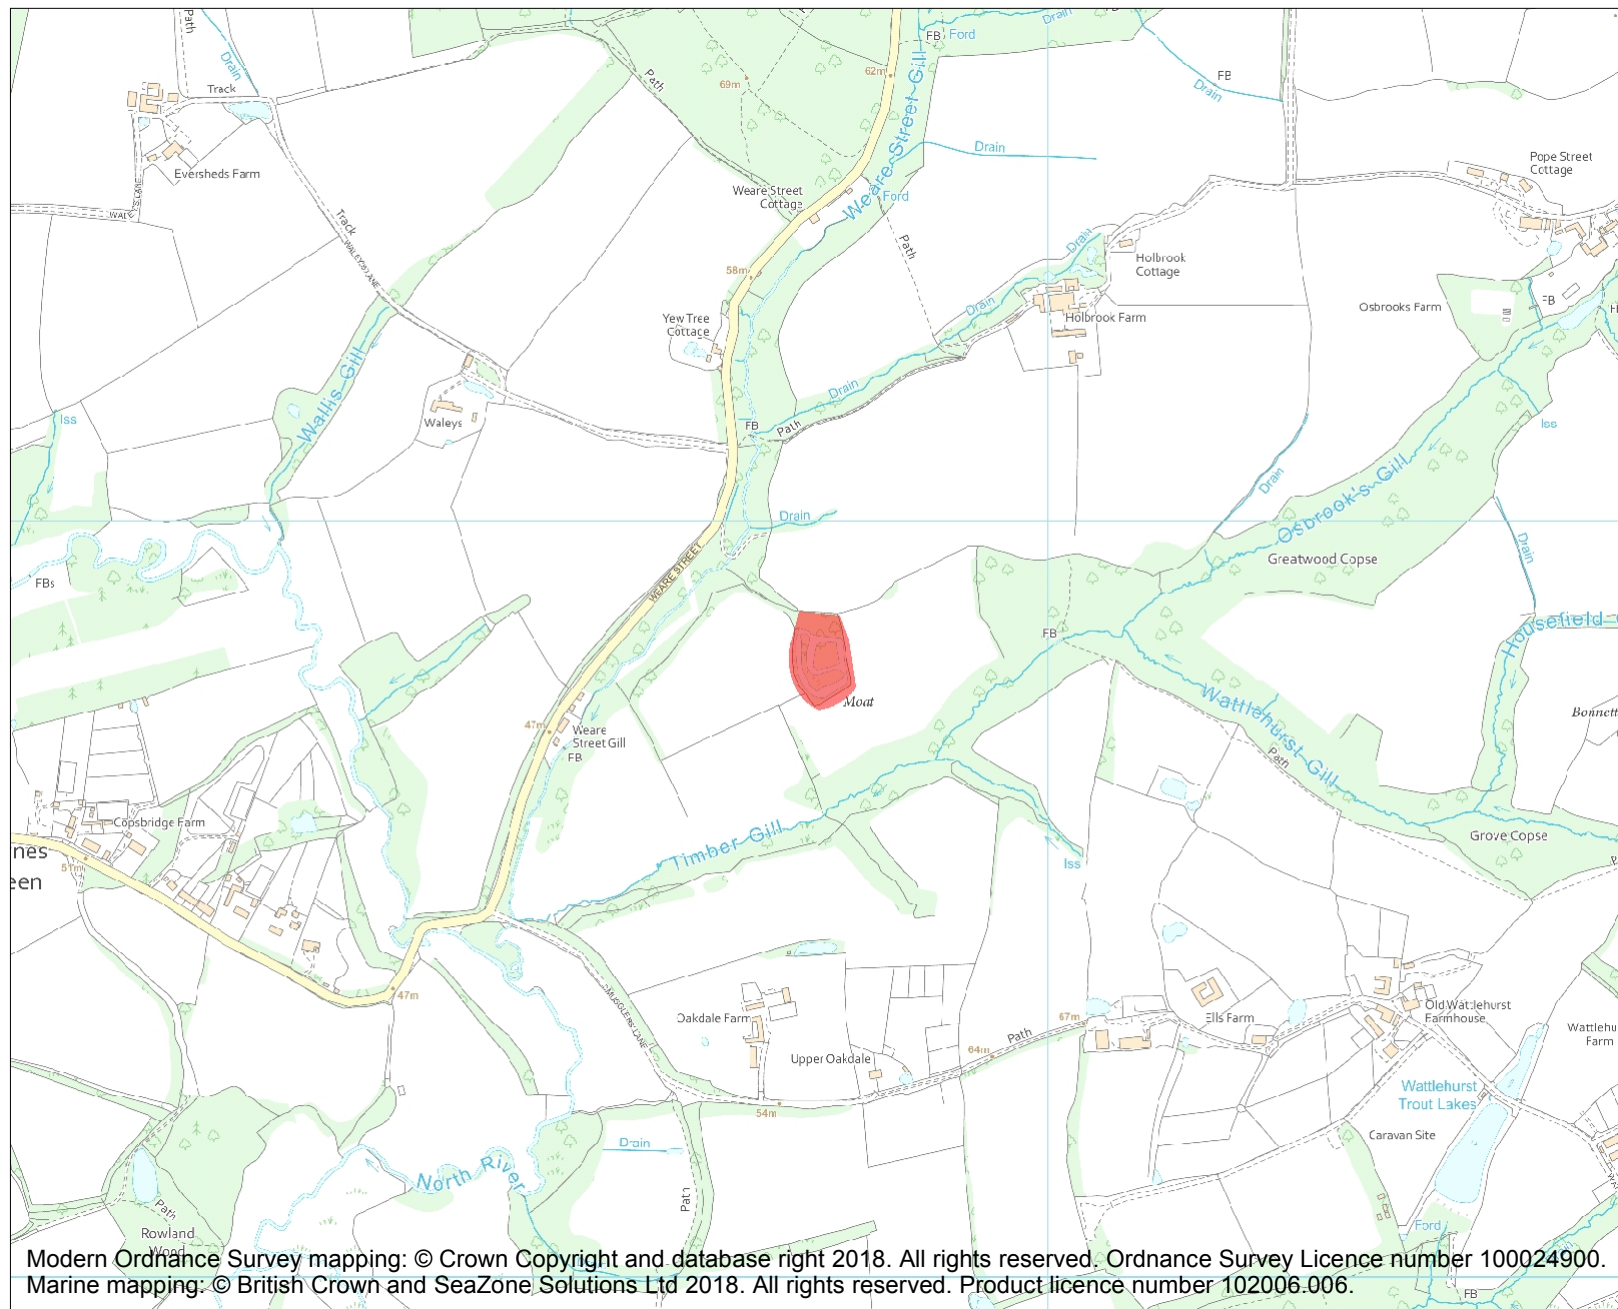 Path
Drain
Track
Eversheds Farm
Track
WALEYS LANE
Path
69m
62m
FB
Ford
Drain
FB
Drain
Weare Street Gill
Drain
Ford
Weare Street
Cottage
Path
58m
Yew Tree
Cottage
Drain
Holbrook
Cottage
Drain
Holbrook Farm
Pope Street
Cottage
Osbrooks Farm
FB
Wallis Gill
Waleys
Iss
Drain
FB
Path
Drain
WEARE STREET
Drain
Osbrook's Gill
Greatwood Copse
Iss
Drain
Housefield
FBs
FB
Moat
Wattlehurst Gill
Path
Bonnett
47m
Weare
Street Gill
FB
Copsbridge Farm
nes
een
51m
Timber Gill
Iss
Grove Copse
47m
MUGGLERS LANE
Oakdale Farm
Upper Oakdale
54m
64m
Path
67m
Ells Farm
Old Wattlehurst
Farmhouse
Wattlehu
Farm
Wattlehurst
Trout Lakes
Caravan Site
Drain
North River
Path
Path
Rowland
Wood
Ford
FB
Modern Ordnance Survey mapping: © Crown Copyright and database right 2018. All rights reserved. Ordnance Survey Licence number 100024900.
Marine mapping: © British Crown and SeaZone Solutions Ltd 2018. All rights reserved. Product licence number 102006.006.